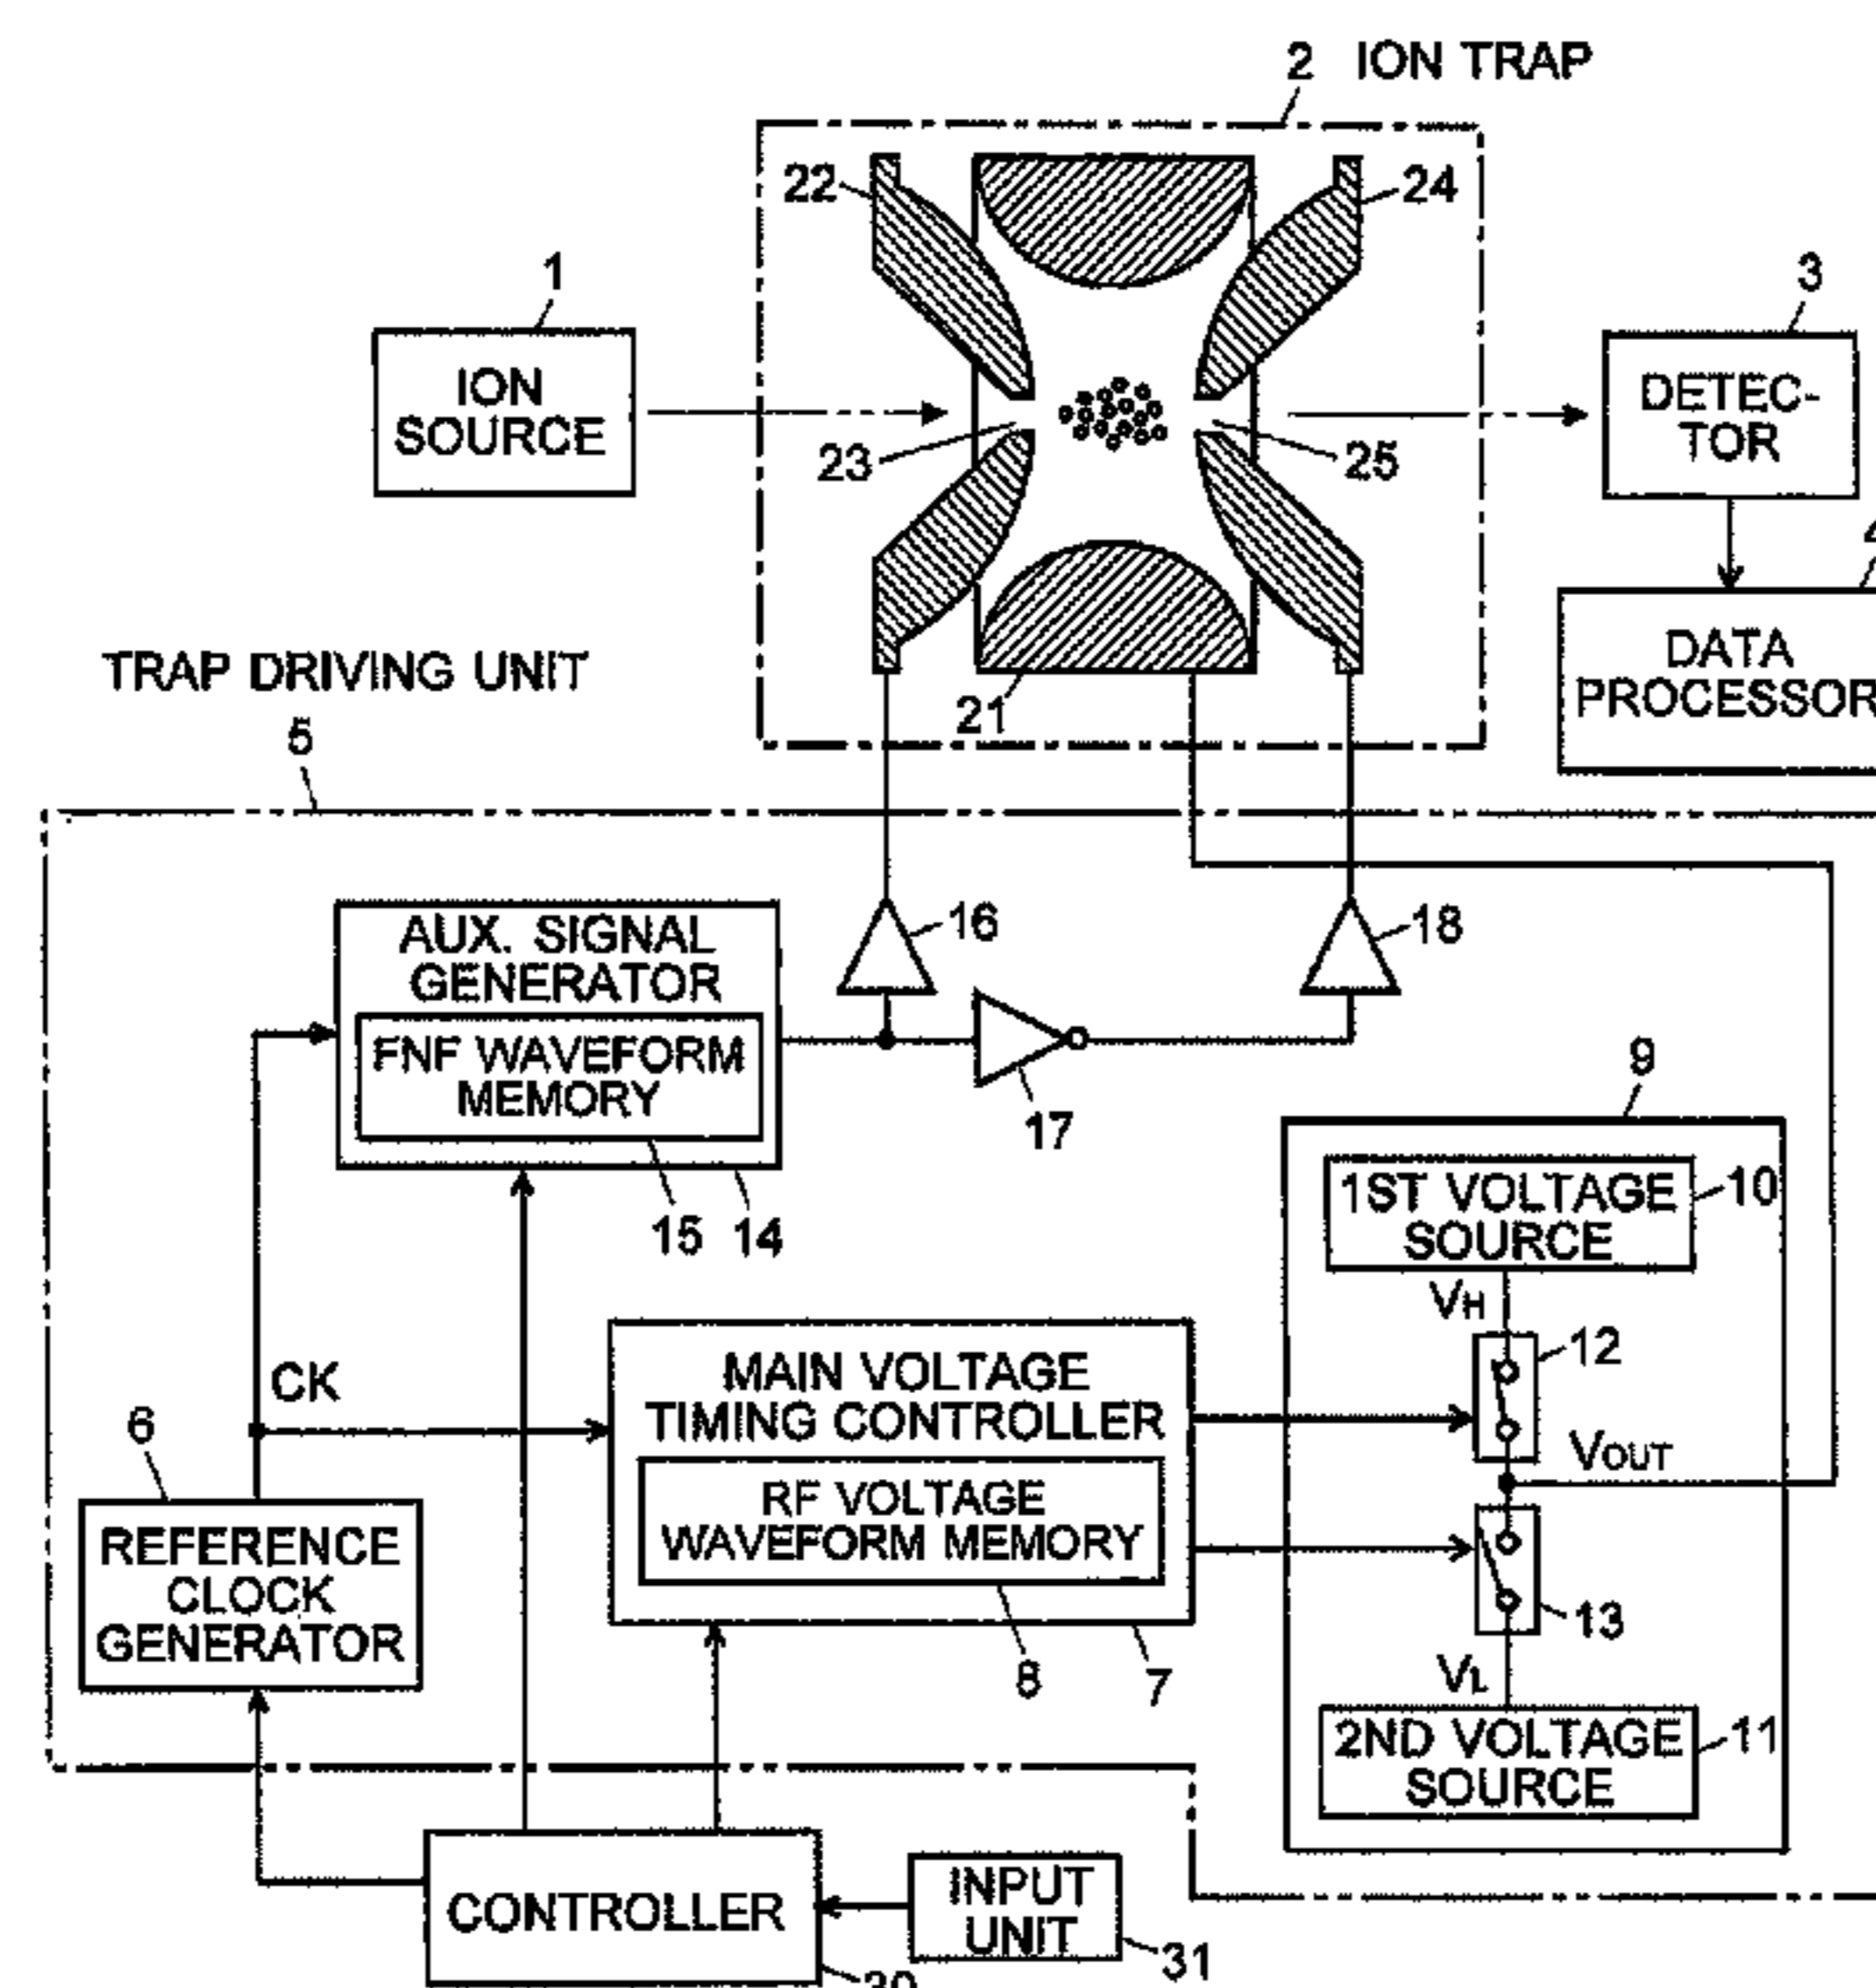 2 ION TRAP
22
24
1
3
ION
SOURCE
DETEC-
TOR
23
25
4
DATA
PROCESSOR
21
TRAP DRIVING UNIT
5
16
18
AUX. SIGNAL
GENERATOR
FNF WAVEFORM
MEMORY
17
9
15
14
1ST VOLTAGE
SOURCE
10
VH
12
CK
MAIN VOLTAGE
TIMING CONTROLLER
6
VOUT
RF VOLTAGE
WAVEFORM MEMORY
REFERENCE
CLOCK
GENERATOR
13
8
7
VL
2ND VOLTAGE
SOURCE
11
CONTROLLER
INPUT
UNIT
30
31